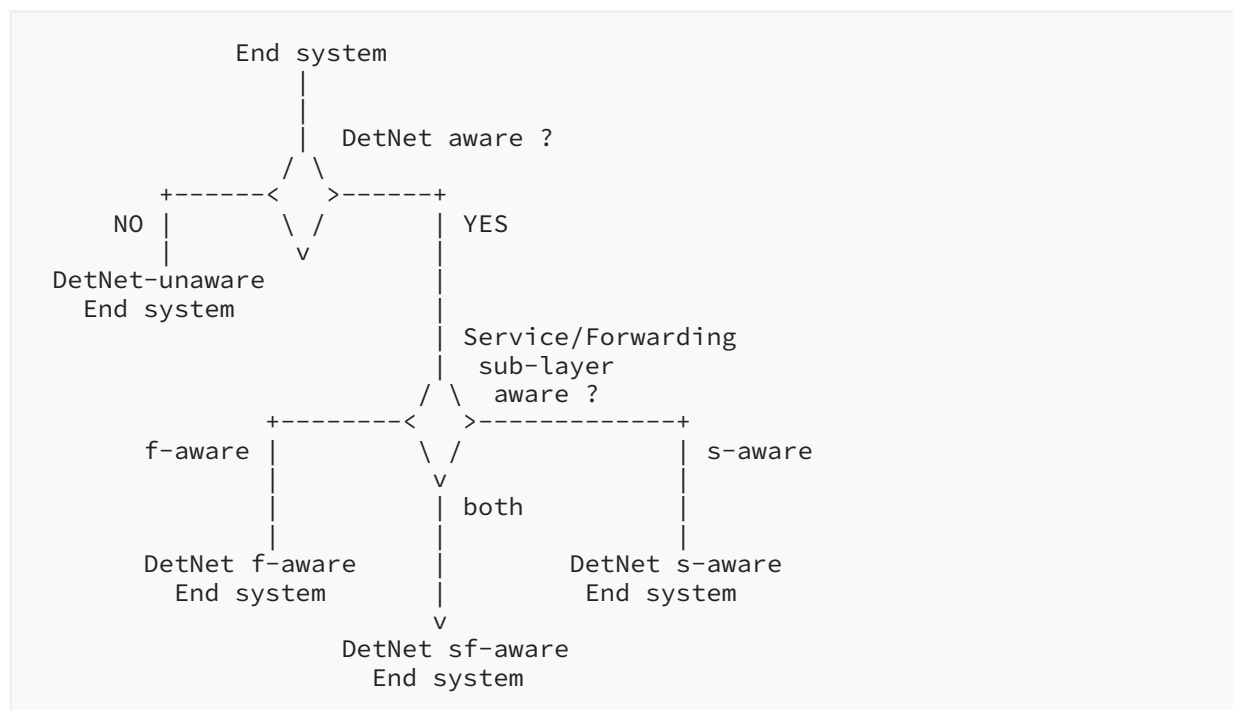 End system
DetNet aware ?
NO
YES
DetNet-unaware
End system
Service/Forwarding
sub-layer
aware ?
f-aware
s-aware
both
DetNet f-aware
End system
DetNet s-aware
End system
DetNet sf-aware
End system